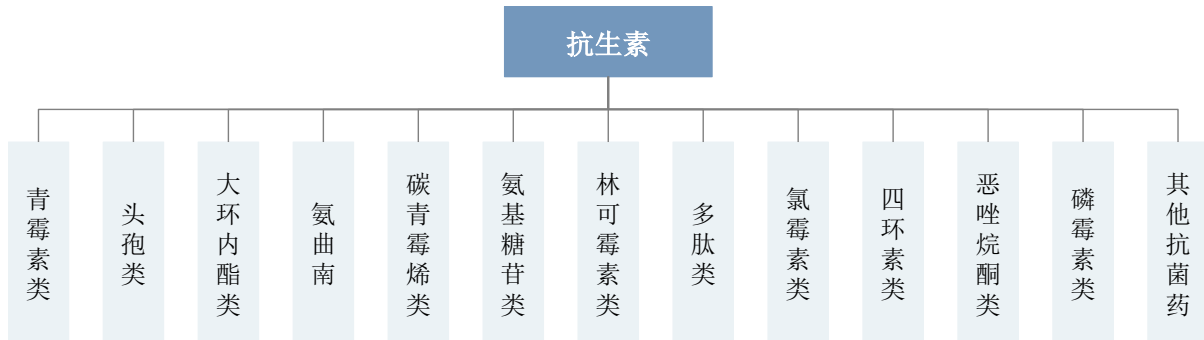 抗生素
青霉素类
头孢类
大环内酯类
氨曲南
碳青霉烯类
氨基糖苷类
林可霉素类
多肽类
氯霉素类
四环素类
恶唑烷酮类
磷霉素类
其他抗菌药